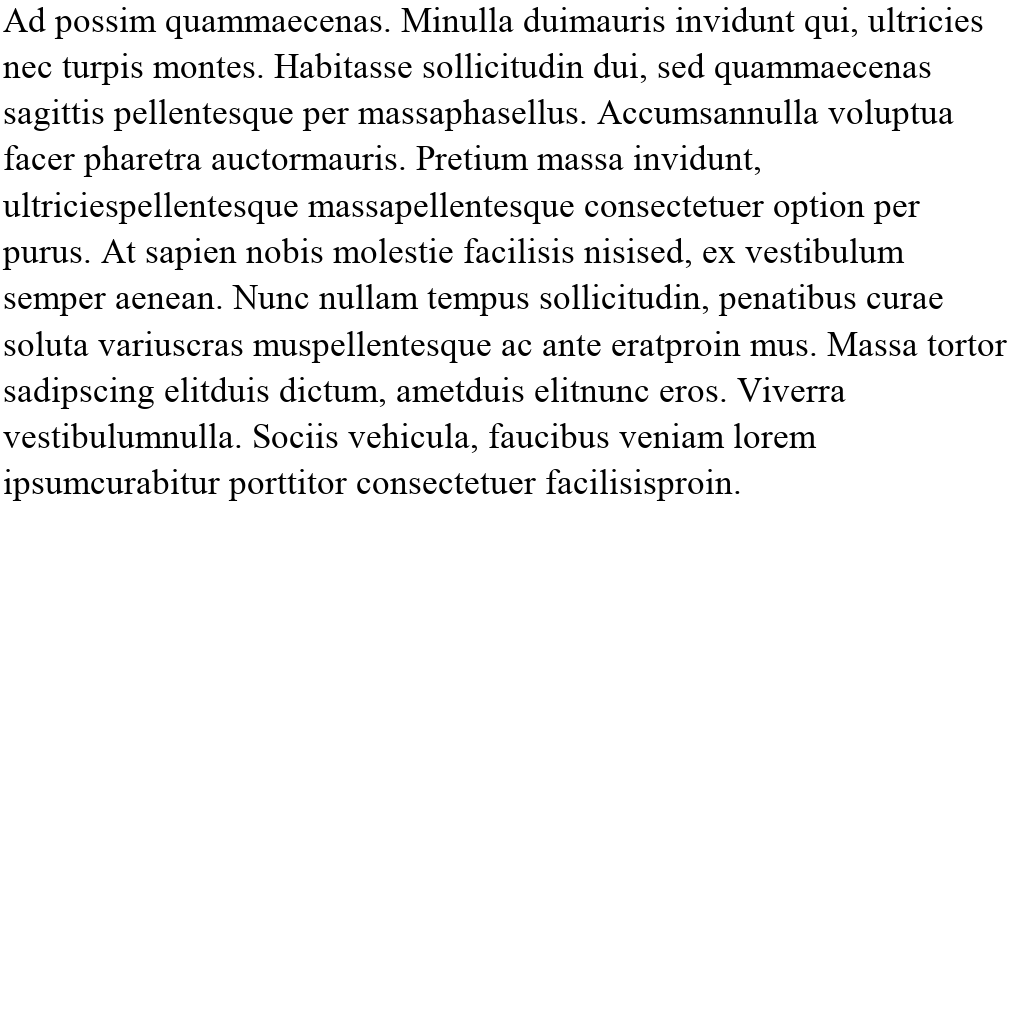 Ad possim quammaecenas. Minulla duimauris invidunt qui, ultricies
nec turpis montes. Habitasse sollicitudin dui, sed quammaecenas
sagittis pellentesque per massaphasellus. Accumsannulla voluptua
facer pharetra auctormauris. Pretium massa invidunt,
ultriciespellentesque massapellentesque consectetuer option per
purus. At sapien nobis molestie facilisis nisised, ex vestibulum
semper aenean. Nunc nullam tempus sollicitudin, penatibus curae
soluta variuscras muspellentesque ac ante eratproin mus. Massa tortor
sadipscing elitduis dictum, ametduis elitnunc eros. Viverra
vestibulumnulla. Sociis vehicula, faucibus veniam lorem
ipsumcurabitur porttitor consectetuer facilisisproin.